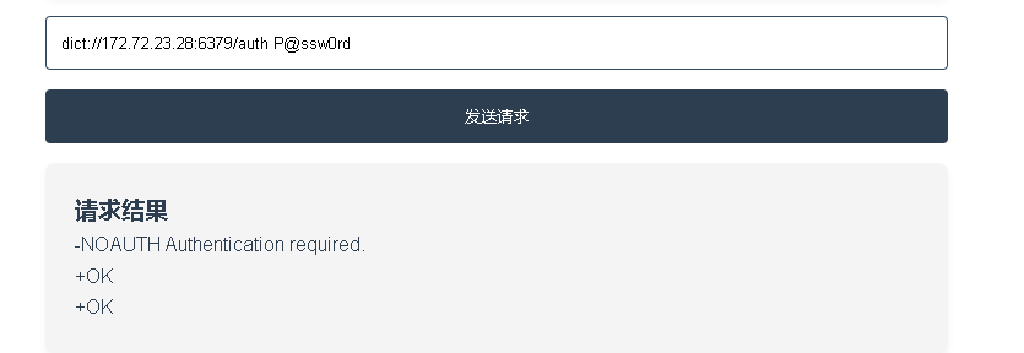 dict://172.72.23.28:6379/auth P@ssw0rd
发送请求
请求结果
-NOAUTH Authentication required.
+OK
+OK